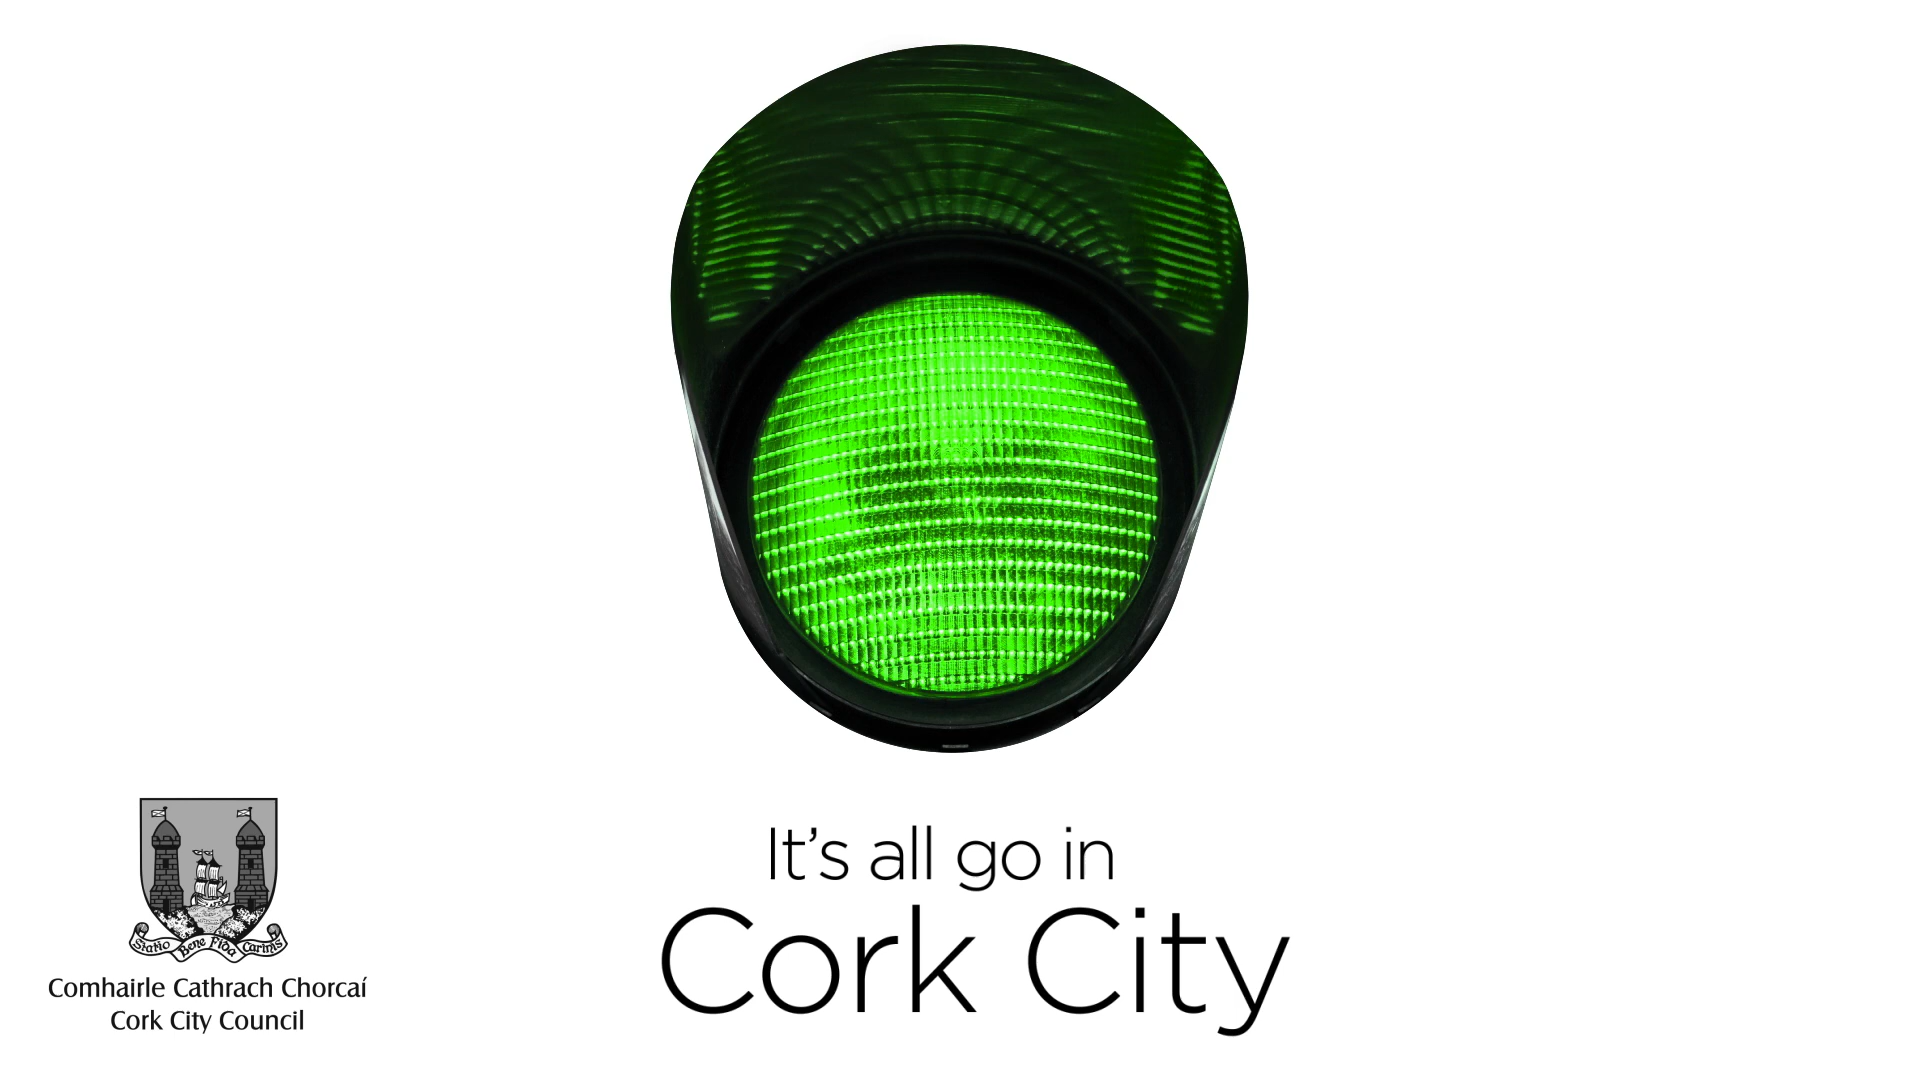 It's all go in
Cork City
Statio Bene Fida Carinis
Comhairle Cathrach Chorcaí
Cork City Council